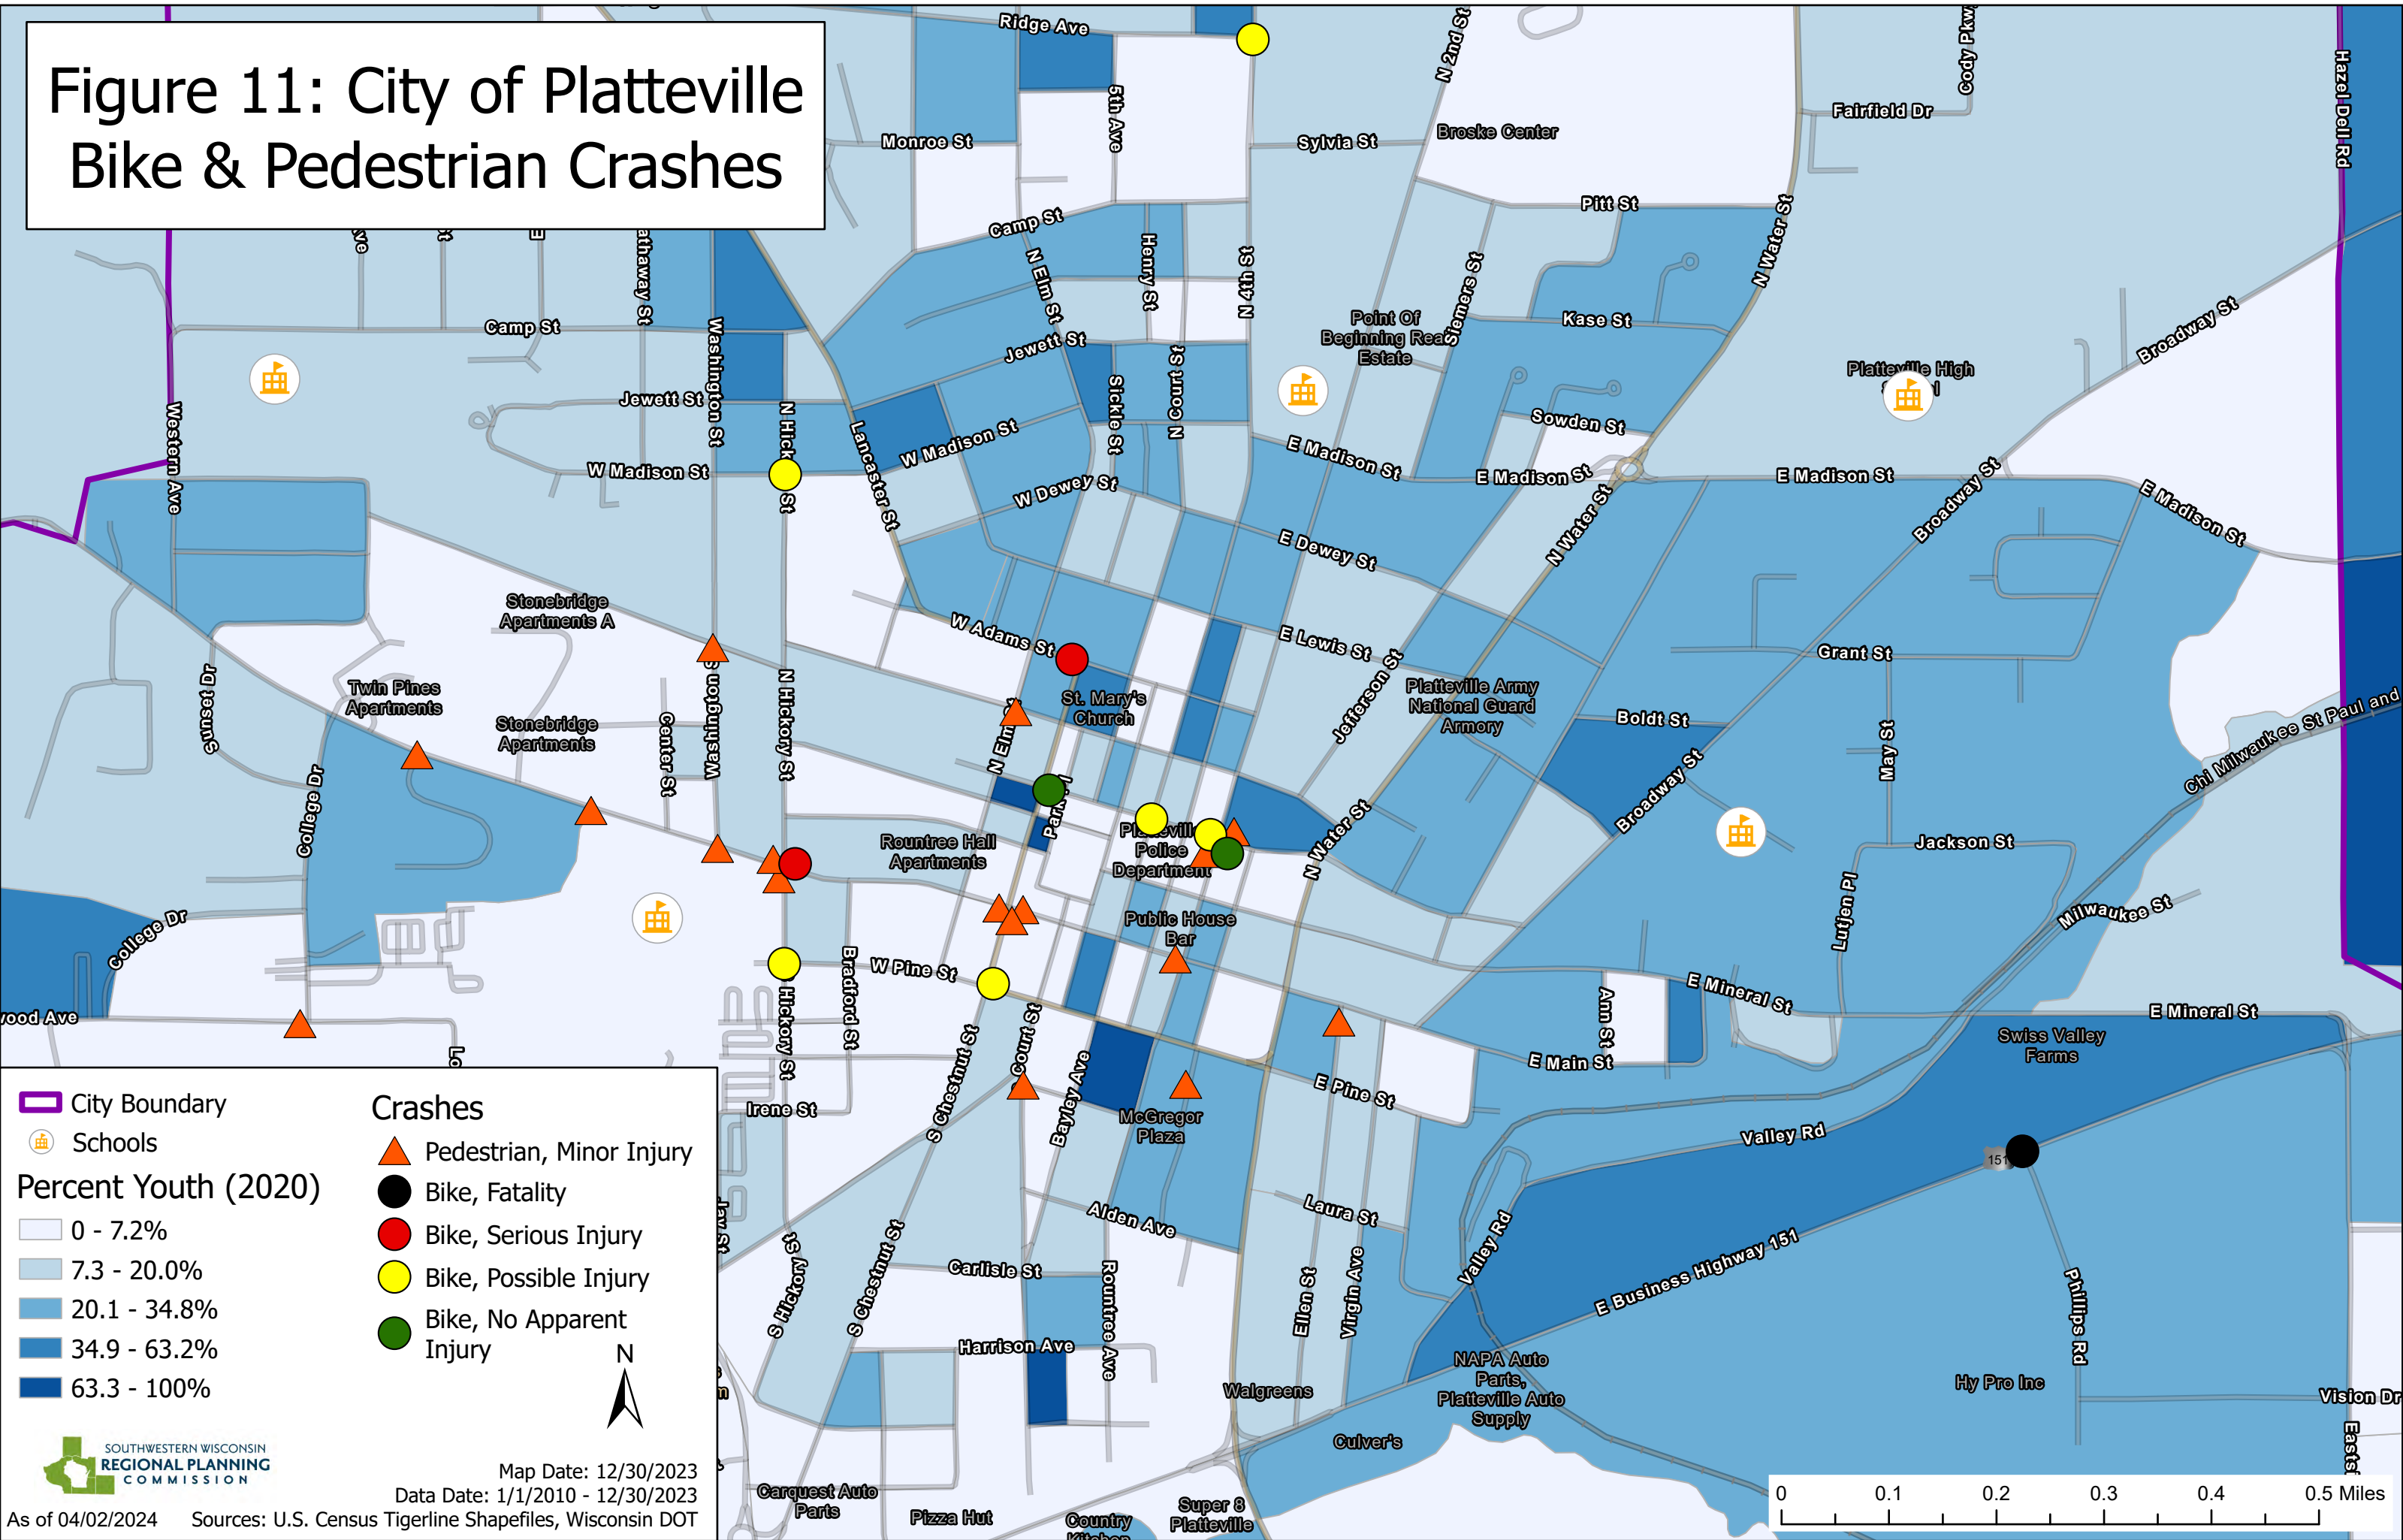 Figure 11: City of Platteville
Bike & Pedestrian Crashes
Ridge Ave
N 2nd St
Cody Pkw
Hazel Dell Rd
5th Ave
Monroe St
Sylvia St
Broske Center
Fairfield Dr
Pitt St
Camp St
N Elm St
Henry St
N 4th St
Siemers St
N Water St
athaway St
Camp St
Washington St
Jewett St
Point Of
Beginning Real
Estate
Kase St
Broadway St
Platteville High
Western Ave
Jewett St
N Hick
St
Lancaster St
W Madison St
Sickle St
N Court St
Sowden St
W Madison St
E Madison St
E Madison St
E Madison St
E Madison St
W Dewey St
E Dewey St
N Water St
Broadway St
Stonebridge
Apartments A
W Adams St
E Lewis St
Grant St
Sunset Dr
Twin Pines
Apartments
Stonebridge
Apartments
Center St
Washington S
N Hickory St
N Elm
St. Mary's
Church
Jefferson St
Platteville Army
National Guard
Armory
Boldt St
May St
Chi Milwaukee St Paul and
College Dr
Rountree Hall
Apartments
Police
Department
N Water St
Broadway St
Jackson St
Public House
Bar
Lutjen Pl
Milwaukee St
College Dr
Bradford St
W Pine St
E Mineral St
E Mineral St
wood Ave
Hickory St
S Chestnut St
Court St
Bayley Ave
Ann St
E Main St
Swiss Valley
Farms
E Pine St
Irene St
McGregor
Plaza
Valley Rd
151
Alden Ave
Laura St
Valley Rd
E Business Highway 151
S Hickory St
S Chestnut St
Carlisle St
Rountree Ave
Ellen St
Virgin Ave
Phillips Rd
Harrison Ave
Walgreens
NAPA Auto
Parts,
Platteville Auto
Supply
Hy Pro Inc
Vision Dr
Culver's
Eastsi
Carquest Auto
Parts
Pizza Hut
Country
Kitchen
Super 8
Platteville
City Boundary
Schools
Percent Youth (2020)
0 - 7.2%
7.3 - 20.0%
20.1 - 34.8%
34.9 - 63.2%
63.3 - 100%
Crashes
Pedestrian, Minor Injury
Bike, Fatality
Bike, Serious Injury
Bike, Possible Injury
Bike, No Apparent
Injury
N
SOUTHWESTERN WISCONSIN
REGIONAL PLANNING
COMMISSION
Map Date: 12/30/2023
Data Date: 1/1/2010 - 12/30/2023
As of 04/02/2024
Sources: U.S. Census Tigerline Shapefiles, Wisconsin DOT
0 0.1 0.2 0.3 0.4 0.5 Miles